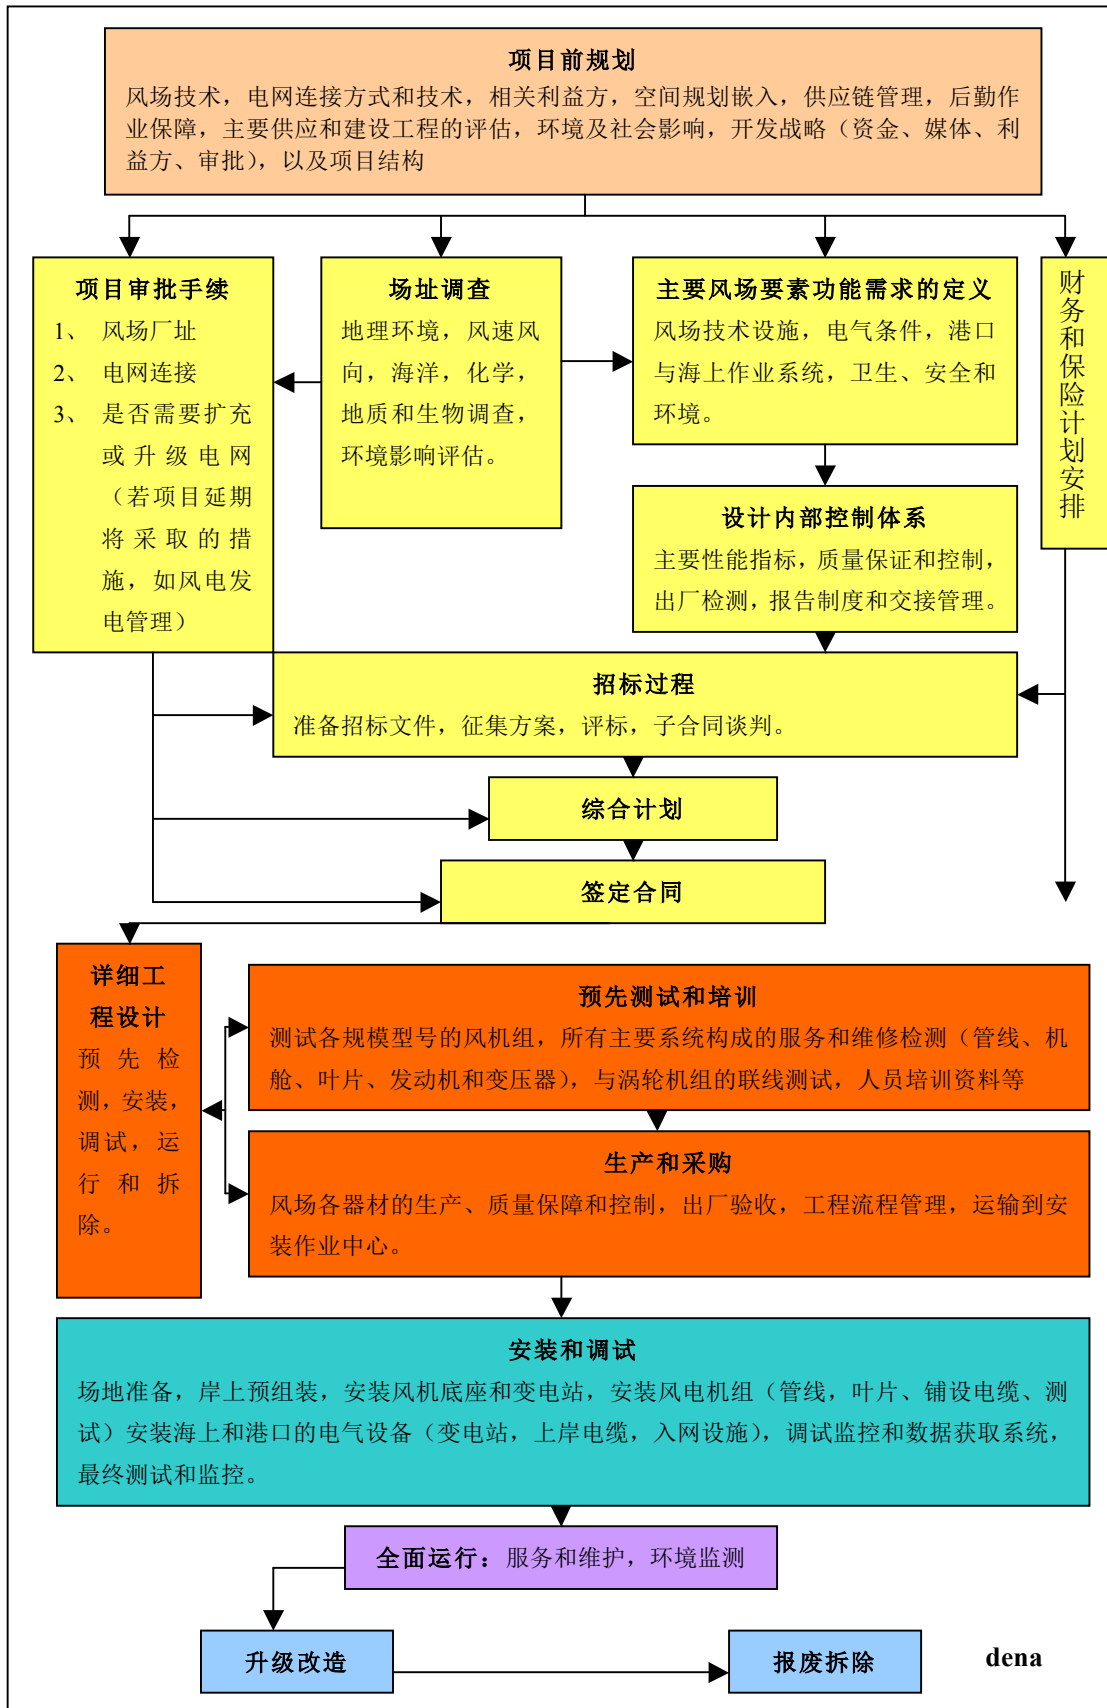 项目前规划
风场技术，电网连接方式和技术，相关利益方，空间规划嵌入，供应链管理，后勤作
业保障，主要供应和建设工程的评估，环境及社会影响，开发战略（资金、媒体、利
益方、审批），以及项目结构
项目审批手续
1、 风场厂址
2、 电网连接
3、 是否需要扩充
或升级电网
（若项目延期
将采取的措
施，如风电发
电管理）
场址调查
地理环境，风速风
向，海洋，化学，
地质和生物调查，
环境影响评估。
主要风场要素功能需求的定义
风场技术设施，电气条件，港口
与海上作业系统，卫生、安全和
环境。
财务和保险计划安排
设计内部控制体系
主要性能指标，质量保证和控制，
出厂检测，报告制度和交接管理。
招标过程
准备招标文件，征集方案，评标，子合同谈判。
综合计划
签定合同
详细工
程设计
预先检
测，安装，
调试，运
行和拆
除。
预先测试和培训
测试各规模型号的风机组，所有主要系统构成的服务和维修检测（管线、机
舱、叶片、发动机和变压器），与涡轮机组的联线测试，人员培训资料等
生产和采购
风场各器材的生产、质量保障和控制，出厂验收，工程流程管理，运输到安
装作业中心。
安装和调试
场地准备，岸上预组装，安装风机底座和变电站，安装风电机组（管线，叶片、铺设电缆、测
试）安装海上和港口的电气设备（变电站，上岸电缆，入网设施），调试监控和数据获取系统，
最终测试和监控。
全面运行：服务和维护，环境监测
升级改造
报废拆除
dena